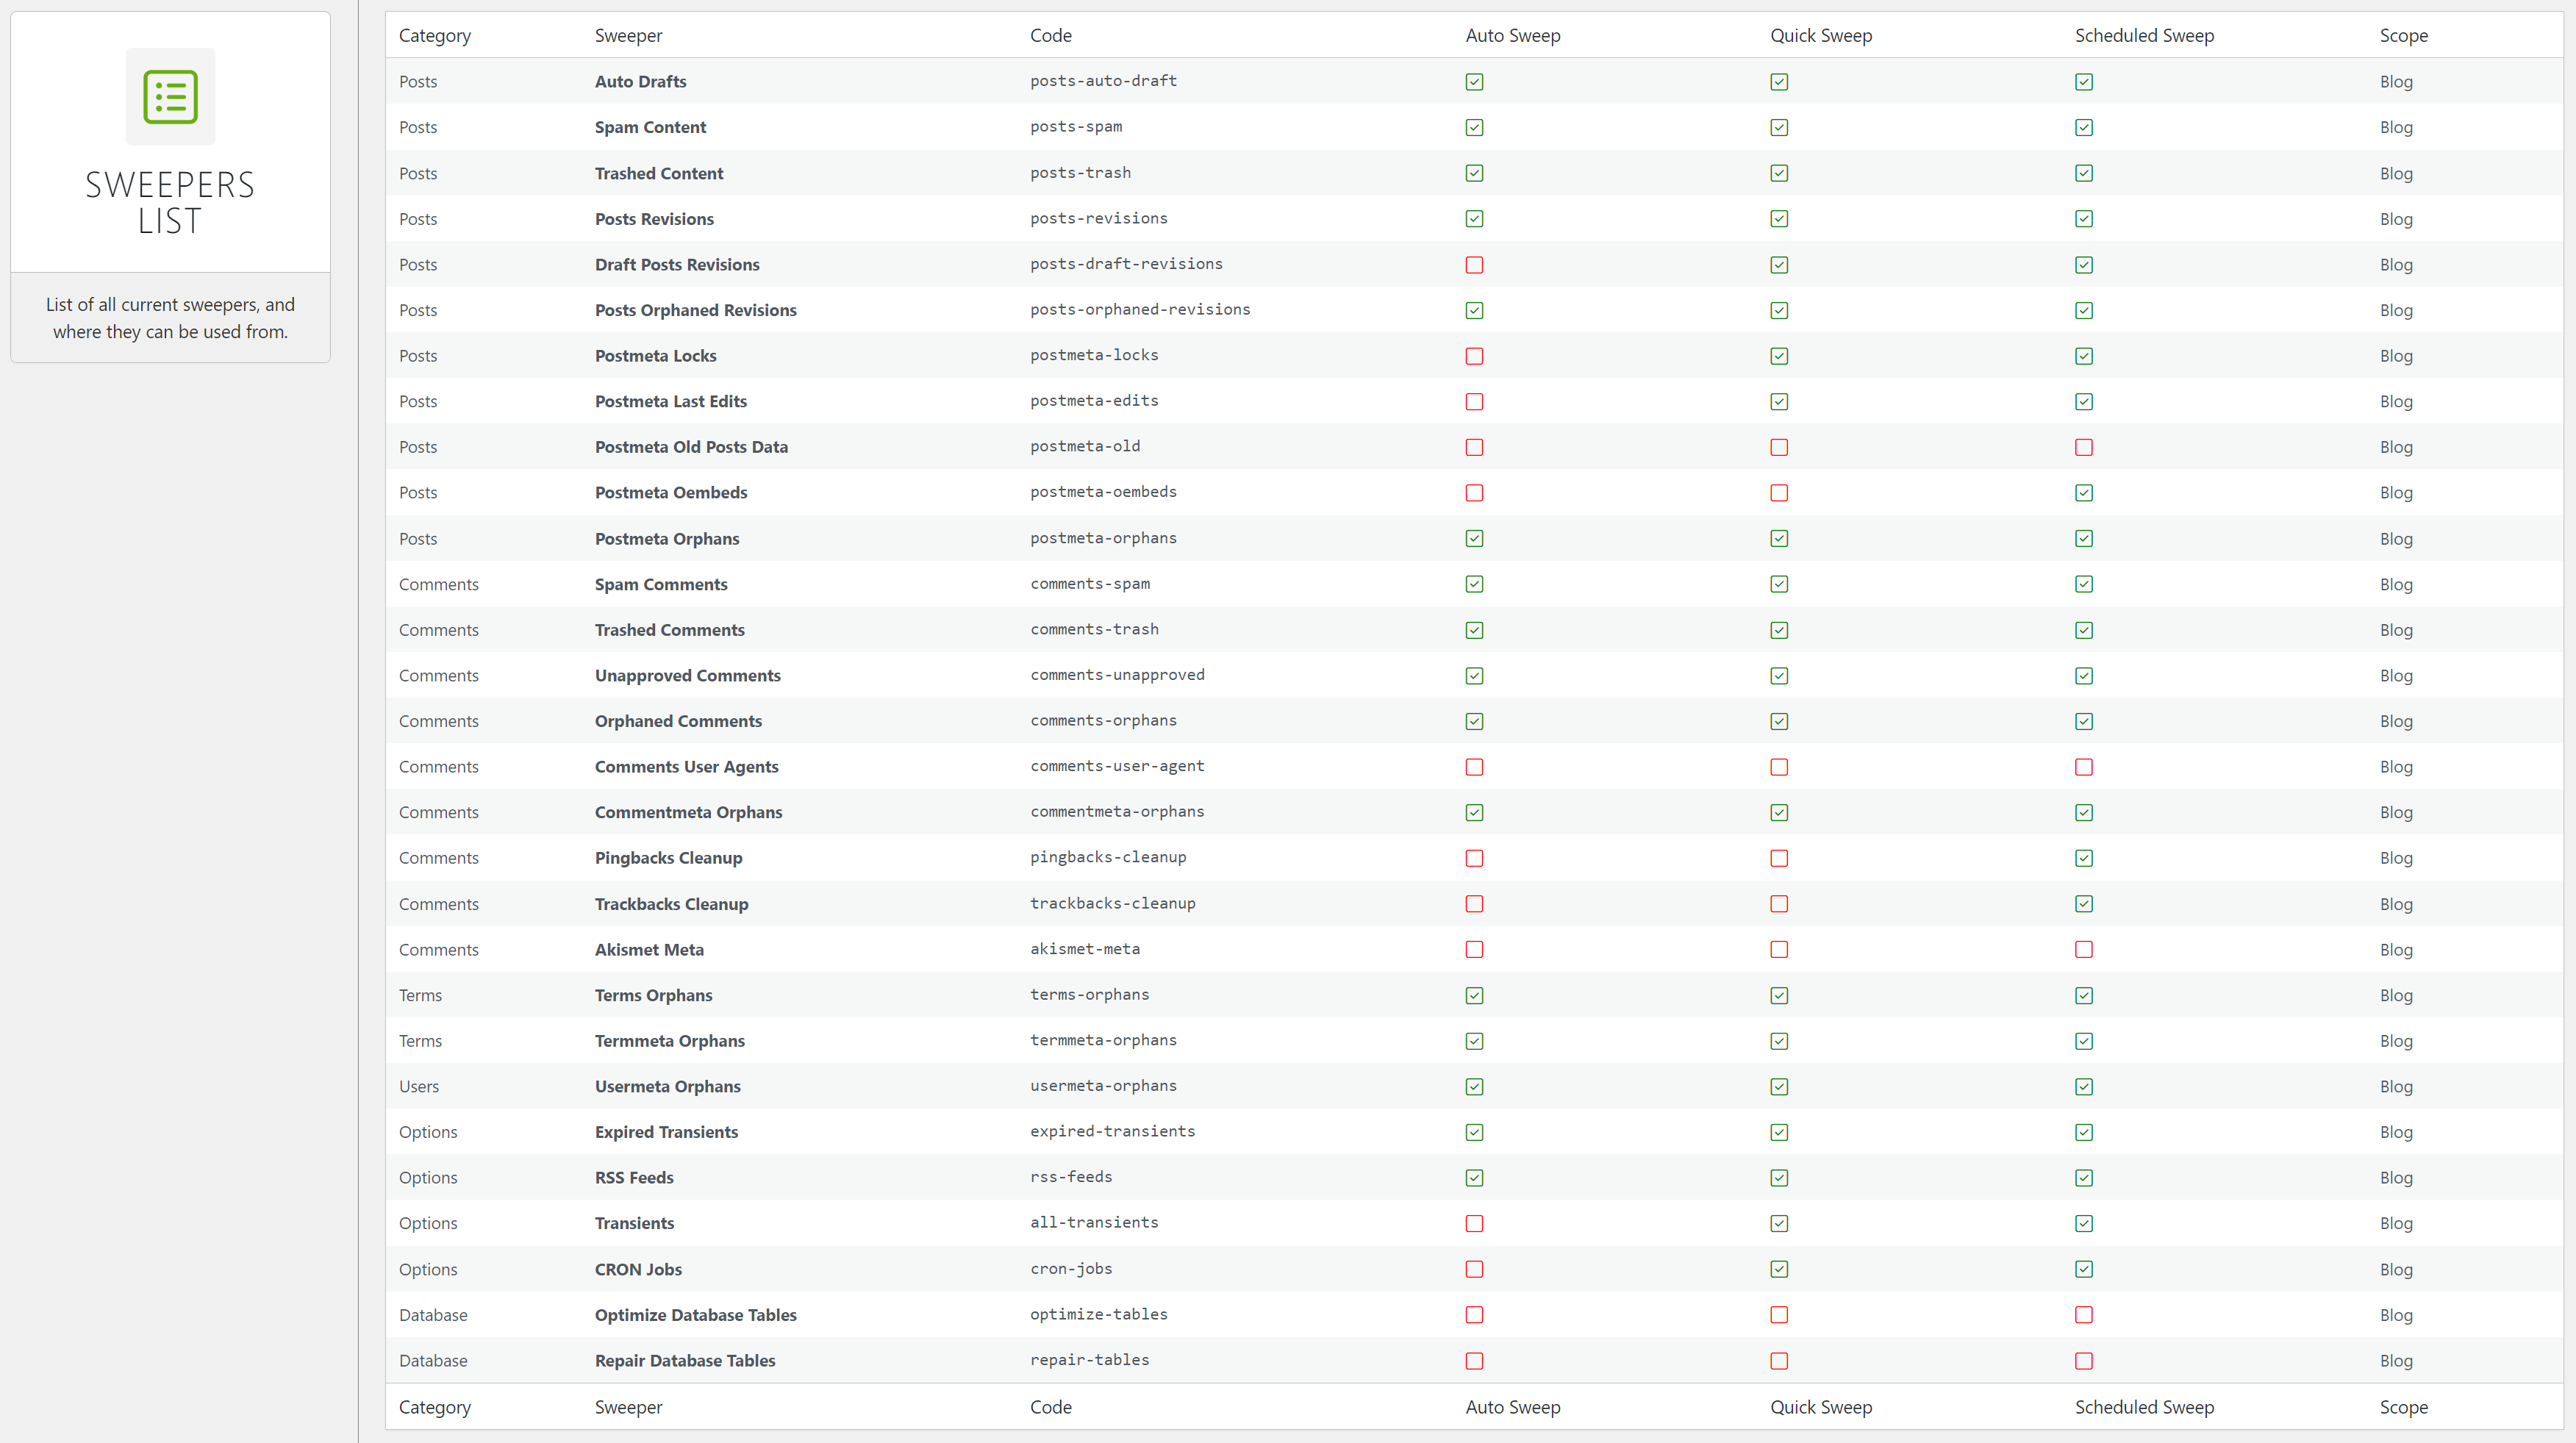 SWEEPERS
LIST
List of all current sweepers, and
where they can be used from.
Category Sweeper Code Auto Sweep Quick Sweep Scheduled Sweep Scope
Posts Auto Drafts posts-auto-draft Blog
Posts Spam Content posts-spam Blog
Posts Trashed Content posts-trash Blog
Posts Posts Revisions posts-revisions Blog
Posts Draft Posts Revisions posts-draft-revisions Blog
Posts Posts Orphaned Revisions posts-orphaned-revisions Blog
Posts Postmeta Locks postmeta-locks Blog
Posts Postmeta Last Edits postmeta-edits Blog
Posts Postmeta Old Posts Data postmeta-old Blog
Posts Postmeta Oembeds postmeta-oembeds Blog
Posts Postmeta Orphans postmeta-orphans Blog
Comments Spam Comments comments-spam Blog
Comments Trashed Comments comments-trash Blog
Comments Unapproved Comments comments-unapproved Blog
Comments Orphaned Comments comments-orphans Blog
Comments Comments User Agents comments-user-agent Blog
Comments Commentmeta Orphans commentmeta-orphans Blog
Comments Pingbacks Cleanup pingbacks-cleanup Blog
Comments Trackbacks Cleanup trackbacks-cleanup Blog
Comments Akismet Meta akismet-meta Blog
Terms Terms Orphans terms-orphans Blog
Terms Termmeta Orphans termmeta-orphans Blog
Users Usermeta Orphans usermeta-orphans Blog
Options Expired Transients expired-transients Blog
Options RSS Feeds rss-feeds Blog
Options Transients all-transients Blog
Options CRON Jobs cron-jobs Blog
Database Optimize Database Tables optimize-tables Blog
Database Repair Database Tables repair-tables Blog
Category Sweeper Code Auto Sweep Quick Sweep Scheduled Sweep Scope